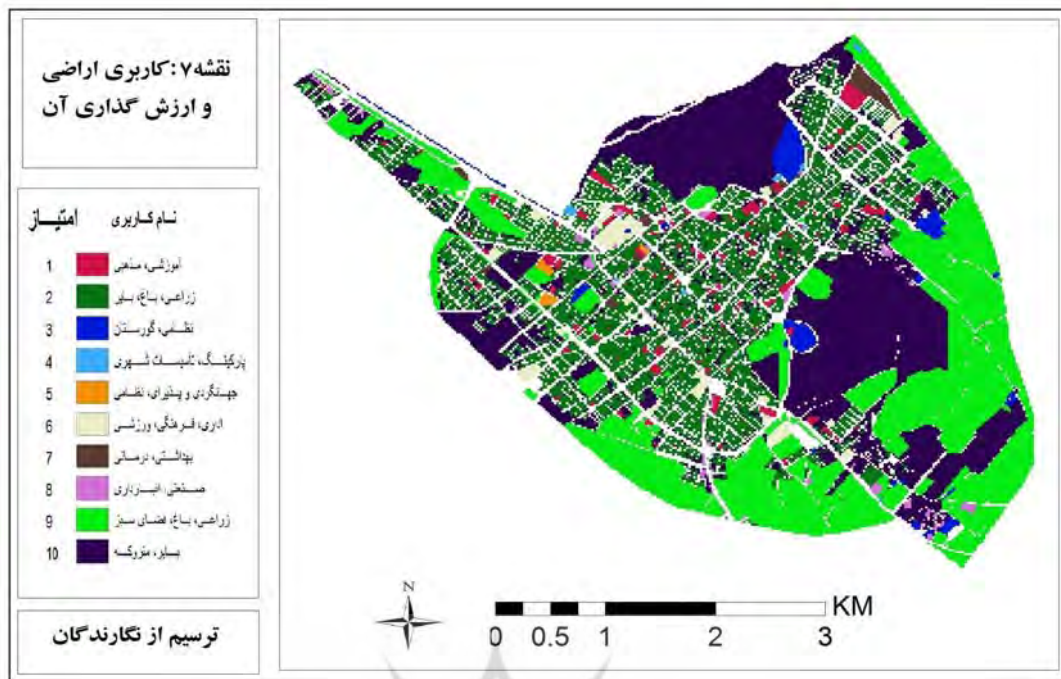 نقشه۷: کاربری اراضی
و ارزش گذاری آن
نام کاربری امتیاز
آموزشی، مذهبی 1
زراعی، باغ، بایر 2
نظامی، گورستان 3
پارکینگ، تأسیسات شهری 4
جهانگردی و پذیرای، نظامی 5
اداری، فرهنگی، ورزشی 6
بهداشتی، درمانی 7
صنعتی، انبارداری 8
زراعی، باغ، فضای سبز 9
بایر، متروکه 10
ترسیم از نگارندگان
N
KM
0 0.5 1 2 3